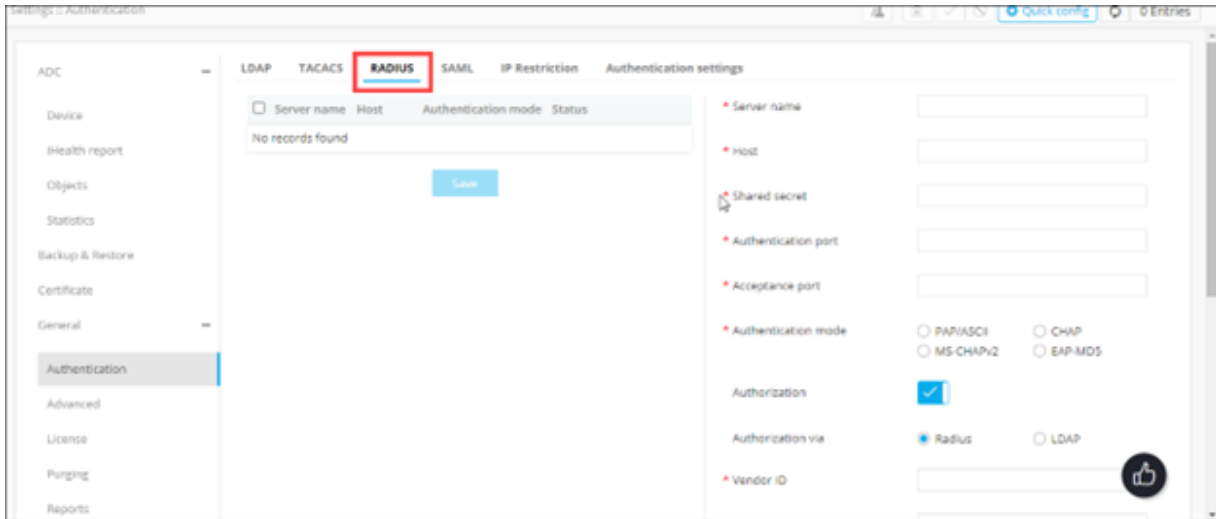 Settings :: Authentication
Quick config
0 Entries
ADC
Device
iHealth report
Objects
Statistics
Backup & Restore
Certificate
General
Authentication
Advanced
License
Purging
Reports
LDAP TACACS RADIUS SAML IP Restriction Authentication settings
Server name Host Authentication mode Status
No records found
Save
* Server name
* Host
* Shared secret
* Authentication port
* Acceptance port
* Authentication mode
PAP/ASCII CHAP
MS-CHAPv2 EAP-MD5
Authorization
Authorization via
Radius LDAP
* Vendor ID